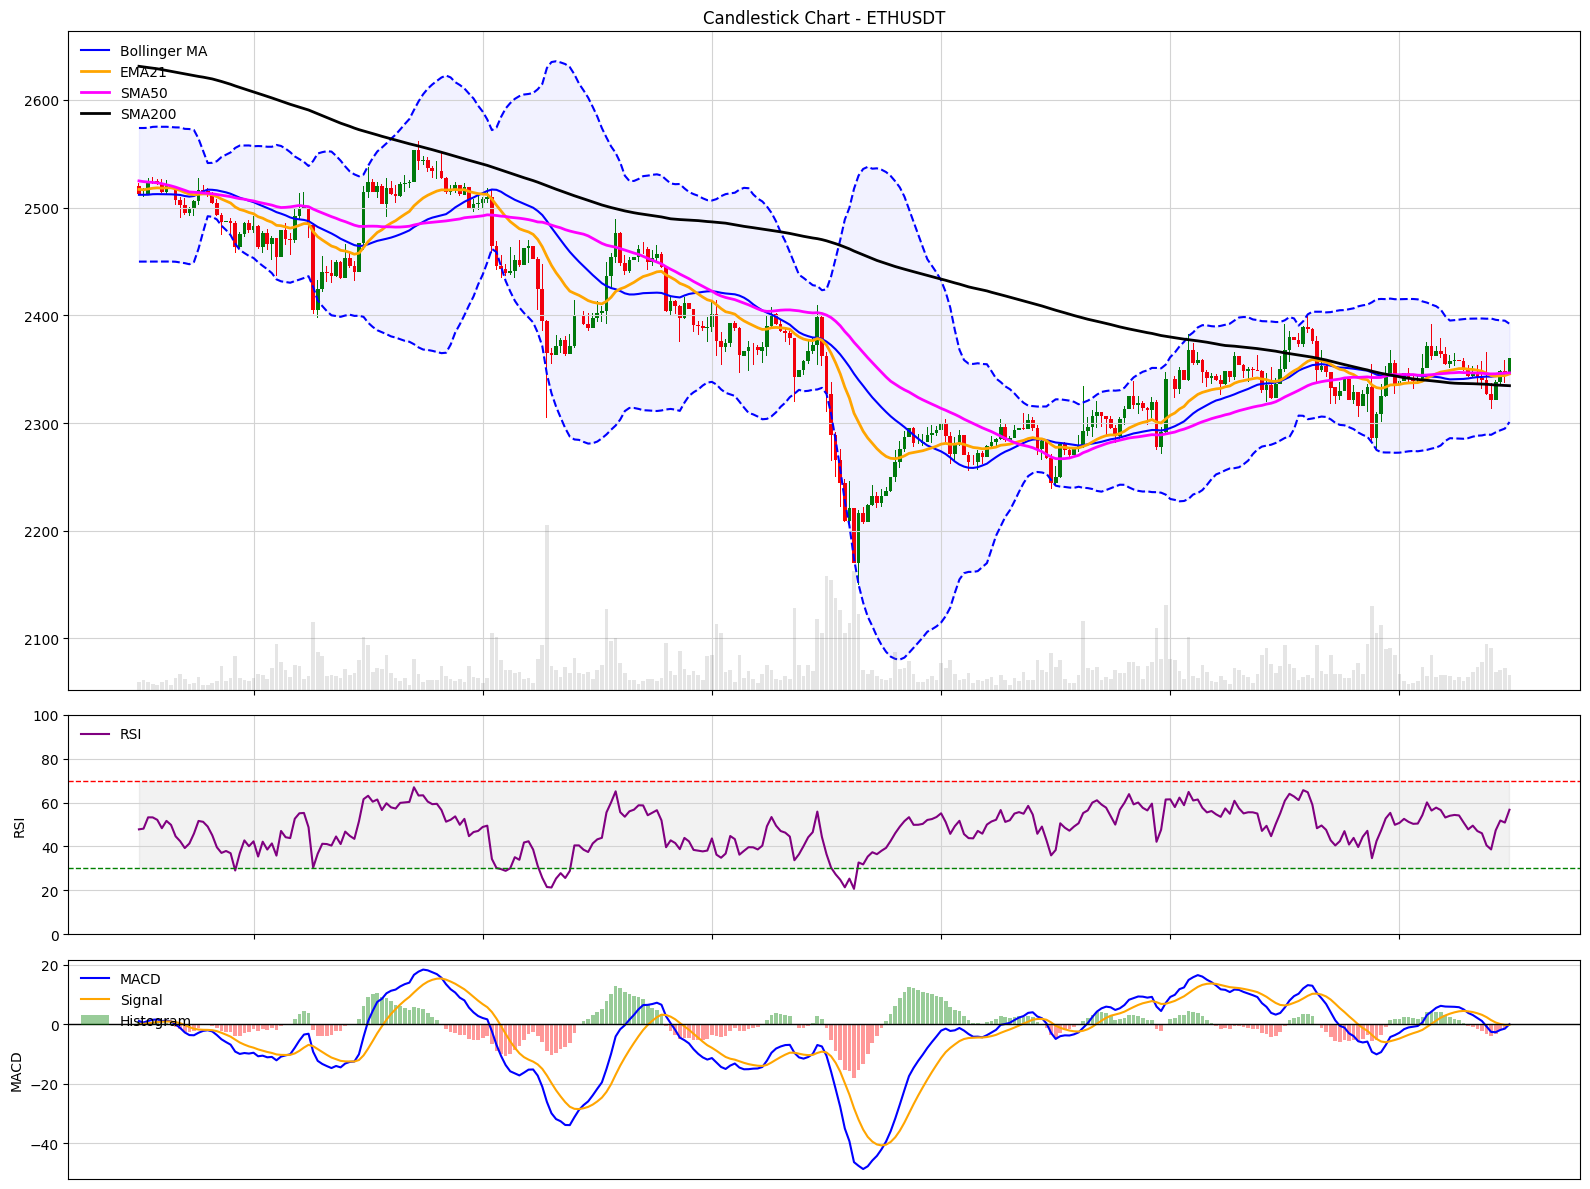 Candlestick Chart - ETHUSDT
Bollinger MA
EMA21
SMA50
SMA200
2600
2500
2400
2300
2200
2100
RSI
100
80
60
40
20
0
RSI
MACD
Signal
Histogram
20
0
−20
−40
MACD